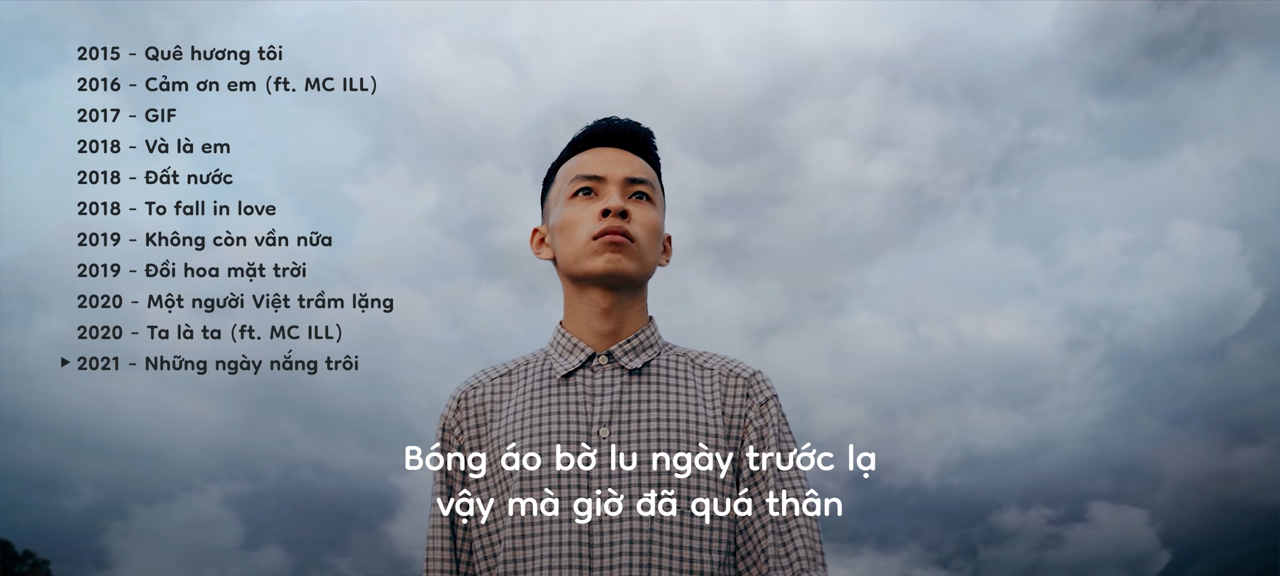 2015 - Quê hương tôi
2016 - Cảm ơn em (ft. MC ILL)
2017 - GIF
2018 - Và là em
2018 - Đất nước
2018 - To fall in love
2019 - Không còn vần nữa
2019 - Đồi hoa mặt trời
2020 - Một người Việt trầm lặng
2020 - Ta là ta (ft. MC ILL)
▶ 2021 - Những ngày nắng trôi
Bóng áo bờ lu ngày trước lạ
vậy mà giờ đã quá thân